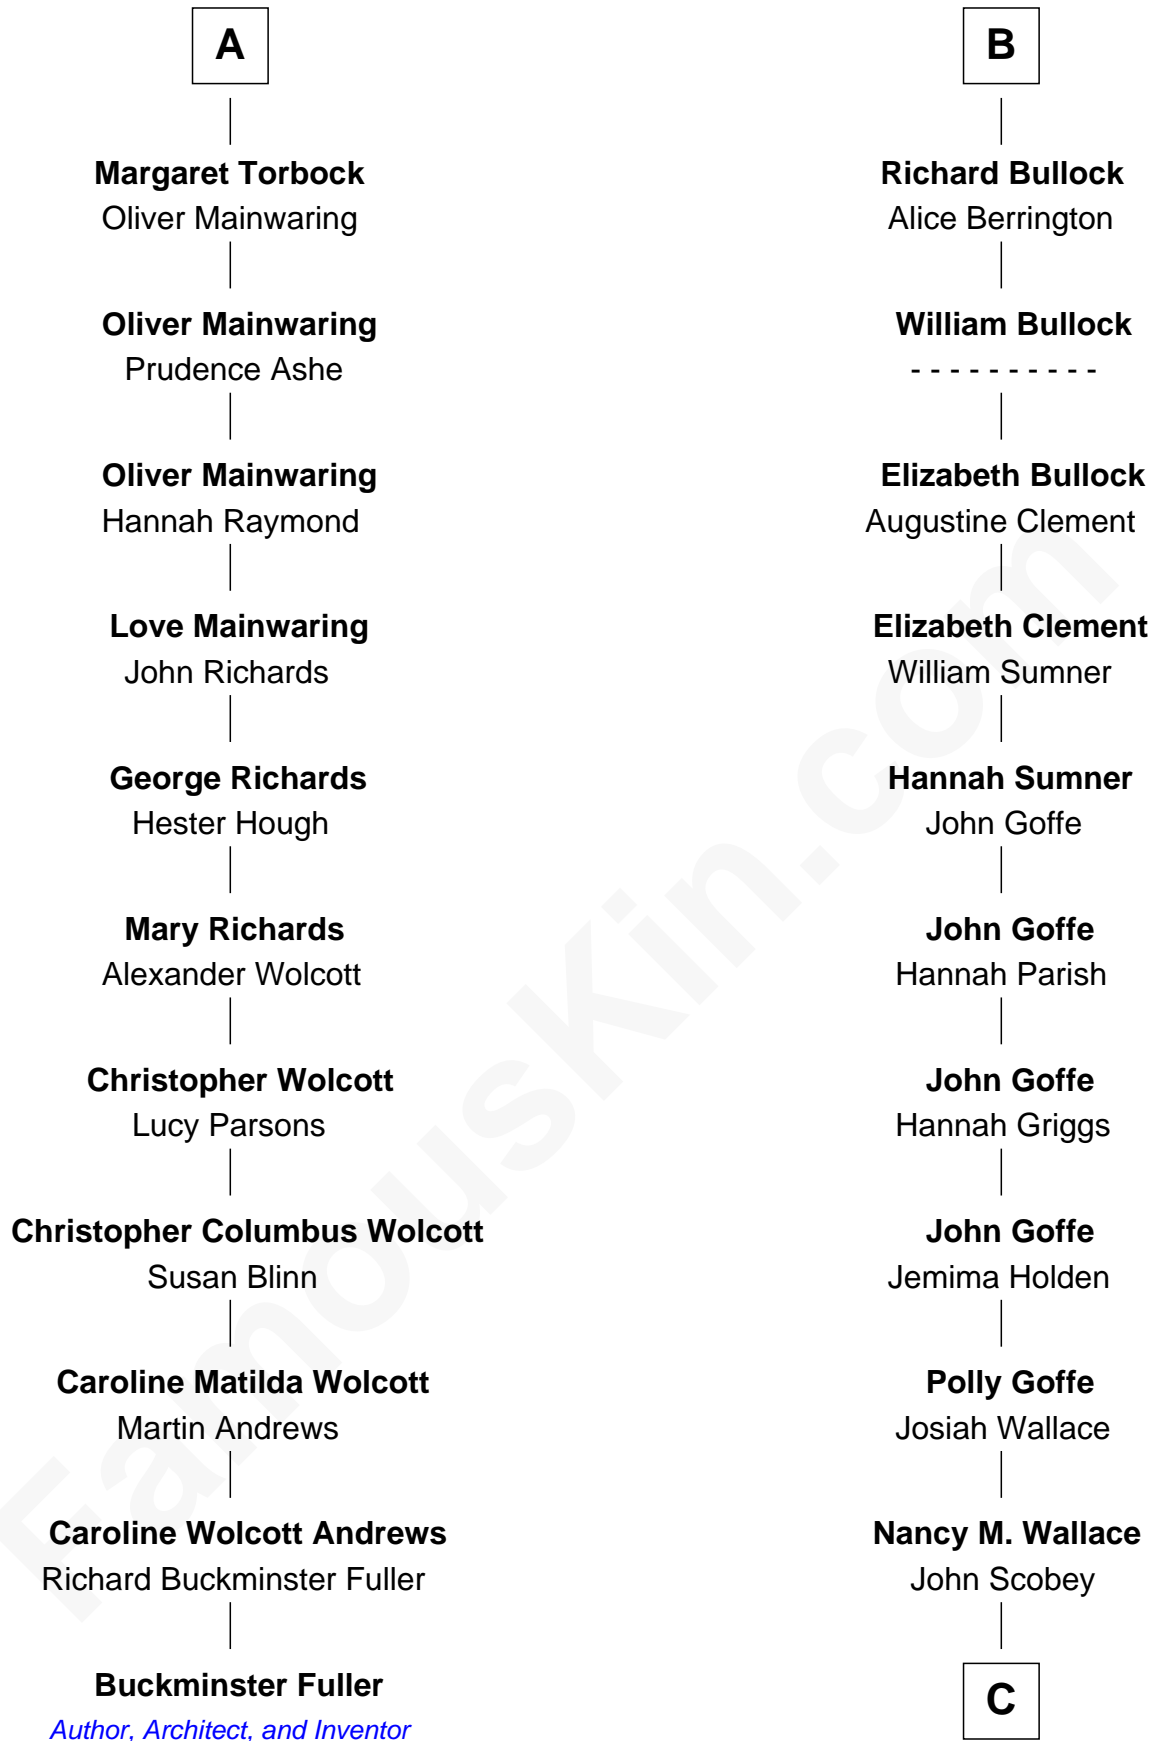 A
Margaret Torbock
Oliver Mainwaring
Oliver Mainwaring
Prudence Ashe
Oliver Mainwaring
Hannah Raymond
Love Mainwaring
John Richards
George Richards
Hester Hough
Mary Richards
Alexander Wolcott
Christopher Wolcott
Lucy Parsons
Christopher Columbus Wolcott
Susan Blinn
Caroline Matilda Wolcott
Martin Andrews
Caroline Wolcott Andrews
Richard Buckminster Fuller
Buckminster Fuller
Author, Architect, and Inventor
B
Richard Bullock
Alice Berrington
William Bullock
- - - - - - - - - -
Elizabeth Bullock
Augustine Clement
Elizabeth Clement
William Sumner
Hannah Sumner
John Goffe
John Goffe
Hannah Parish
John Goffe
Hannah Griggs
John Goffe
Jemima Holden
Polly Goffe
Josiah Wallace
Nancy M. Wallace
John Scobey
C
FamousKin.com